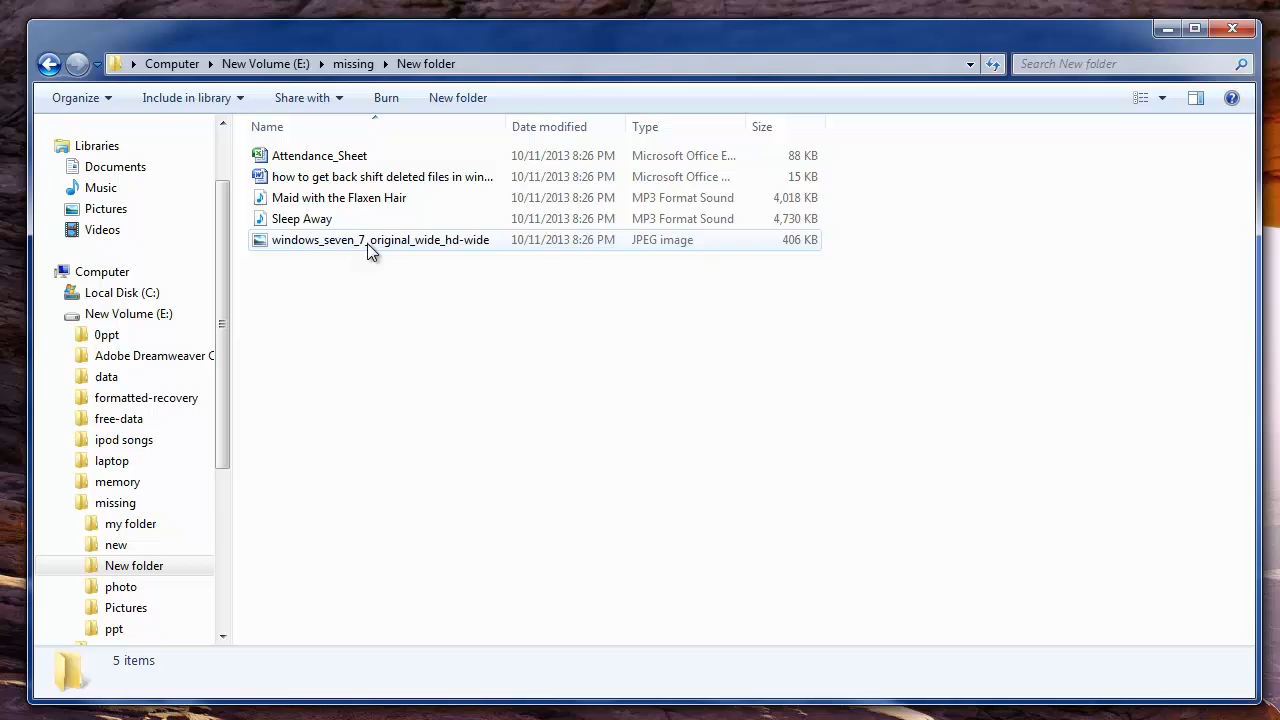 Computer New Volume (E:) missing New folder
Search New folder
Organize Include in library Share with Burn New folder
Name Date modified Type Size
Libraries
Documents
Music
Pictures
Videos
Computer
Local Disk (C:)
New Volume (E:)
0ppt
Adobe Dreamweaver C
data
formatted-recovery
free-data
ipod songs
laptop
memory
missing
my folder
new
New folder
photo
Pictures
ppt
Attendance_Sheet 10/11/2013 8:26 PM Microsoft Office E... 88 KB
how to get back shift deleted files in win... 10/11/2013 8:26 PM Microsoft Office ... 15 KB
Maid with the Flaxen Hair 10/11/2013 8:26 PM MP3 Format Sound 4,018 KB
Sleep Away 10/11/2013 8:26 PM MP3 Format Sound 4,730 KB
windows_seven_7_original_wide_hd-wide 10/11/2013 8:26 PM JPEG image 406 KB
5 items